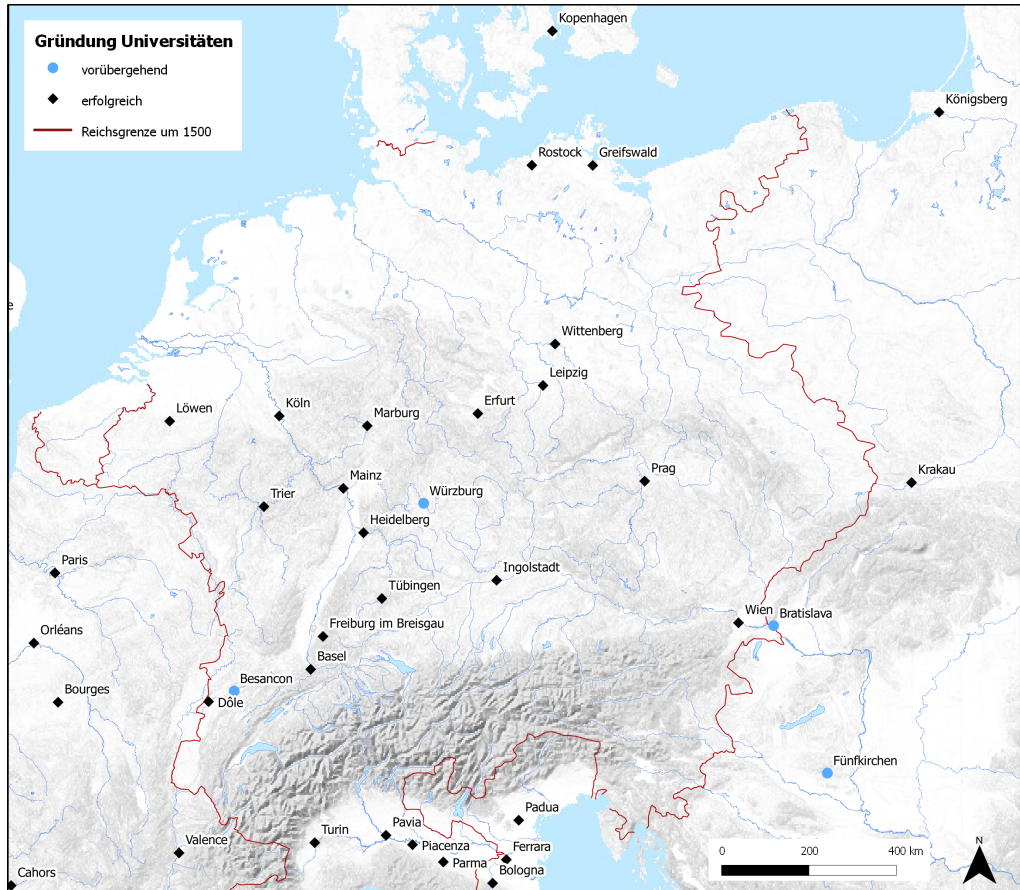 Gründung Universitäten
vorübergehend
erfolgreich
Reichsgrenze um 1500
Kopenhagen
Königsberg
Rostock
Greifswald
e
Wittenberg
Leipzig
Löwen
Köln
Marburg
Erfurt
Prag
Krakau
Mainz
Trier
Würzburg
Heidelberg
Paris
Tübingen
Ingolstadt
Orléans
Freiburg im Breisgau
Wien
Bratislava
Basel
Bourges
Besancon
Dôle
Fünfkirchen
Padua
Valence
Turin
Pavia
Piacenza
Ferrara
Parma
Bologna
Cahors
0
200
400 km
N